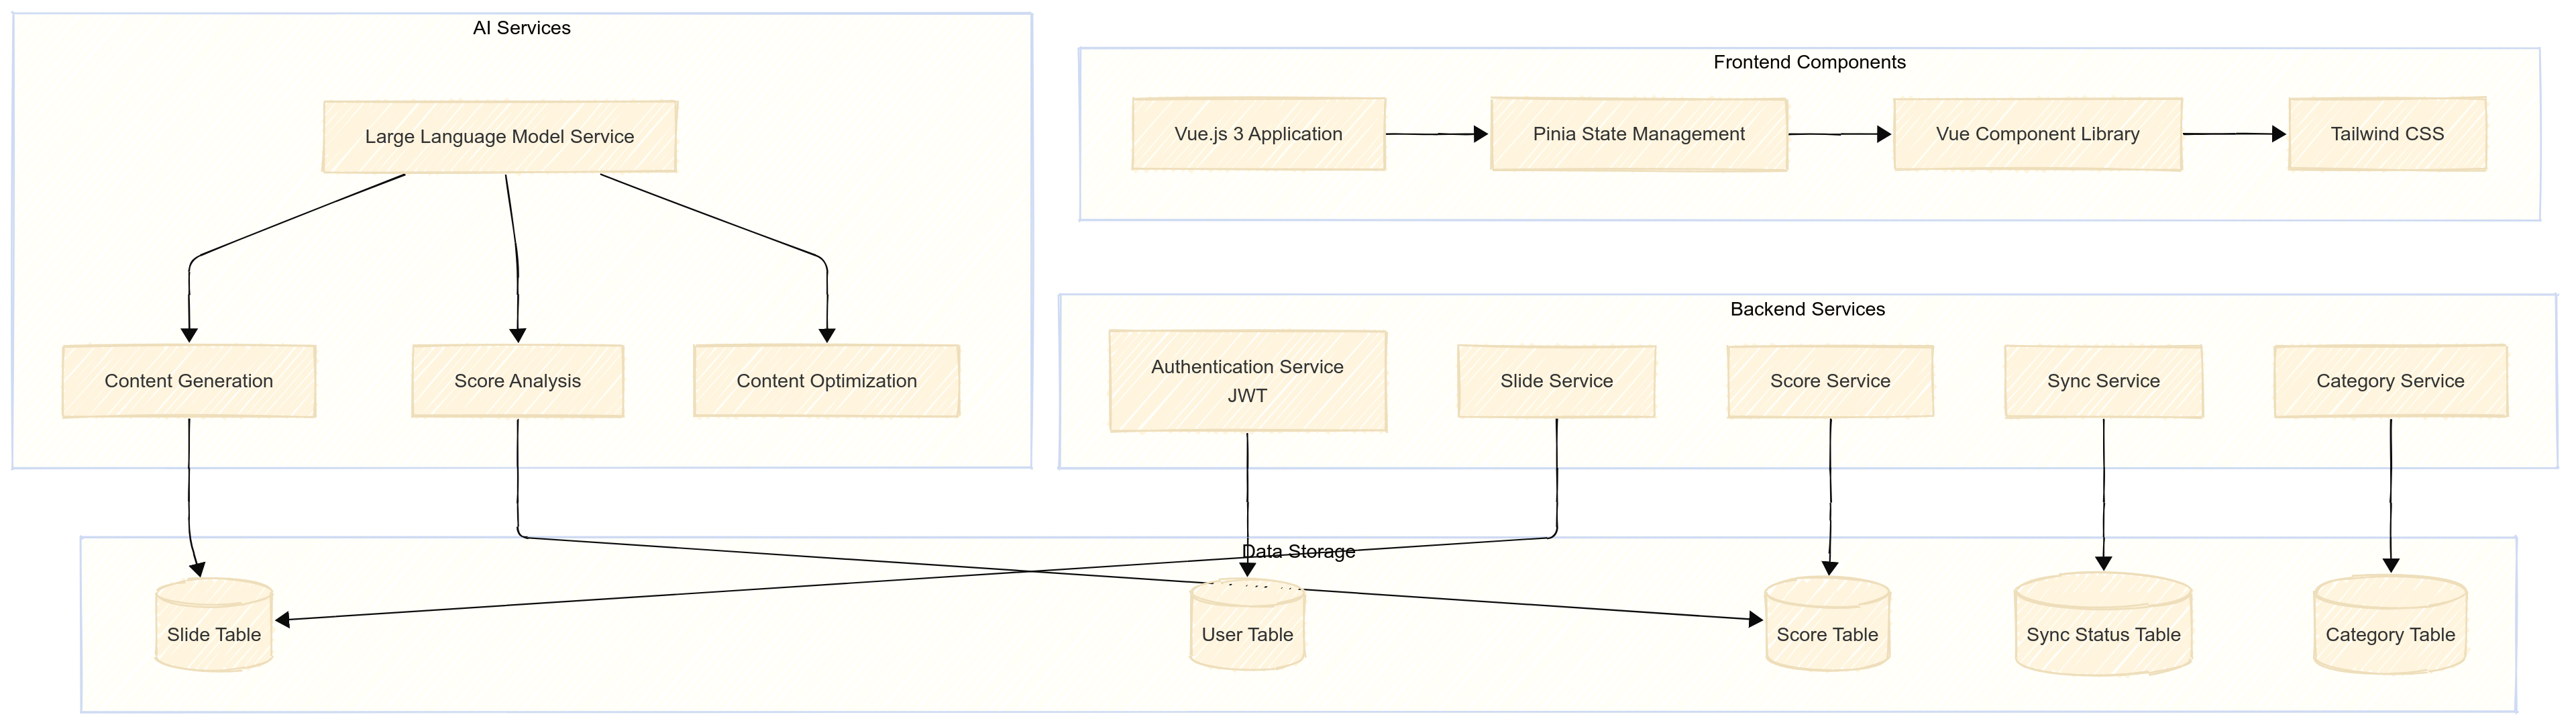 AI Services
Large Language Model Service
Content Generation
Score Analysis
Content Optimization
Frontend Components
Vue.js 3 Application
Pinia State Management
Vue Component Library
Tailwind CSS
Backend Services
Authentication Service
JWT
Slide Service
Score Service
Sync Service
Category Service
Data Storage
Slide Table
User Table
Score Table
Sync Status Table
Category Table